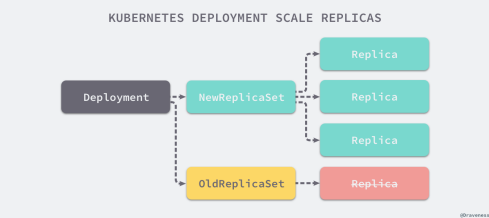 KUBERNETES DEPLOYMENT SCALE REPLICAS
Replica
Deployment
NewReplicaSet
Replica
Replica
OldReplicaSet
Replica
@Draveness